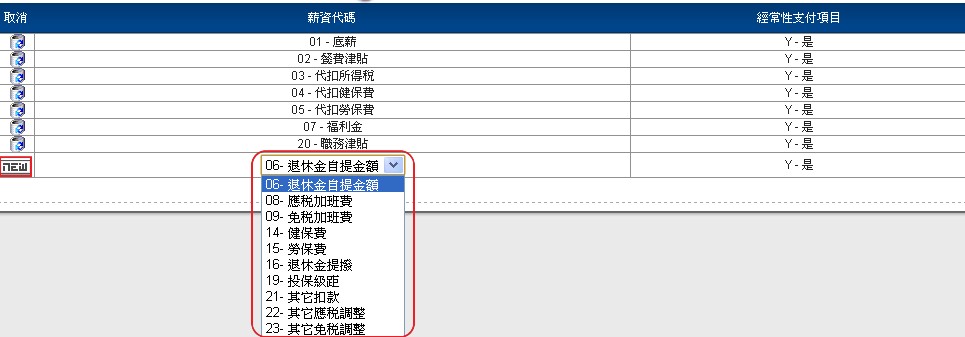 取消 薪資代碼 經常性支付項目
01 - 底薪 Y - 是
02 - 餐費津貼 Y - 是
03 - 代扣所得稅 Y - 是
04 - 代扣健保費 Y - 是
05 - 代扣勞保費 Y - 是
07 - 福利金 Y - 是
20 - 職務津貼 Y - 是
NEW 06- 退休金自提金額 Y - 是
06- 退休金自提金額
08- 應稅加班費
09- 免稅加班費
14- 健保費
15- 勞保費
16- 退休金提撥
19- 投保級距
21- 其它扣款
22- 其它應稅調整
23- 其它免稅調整